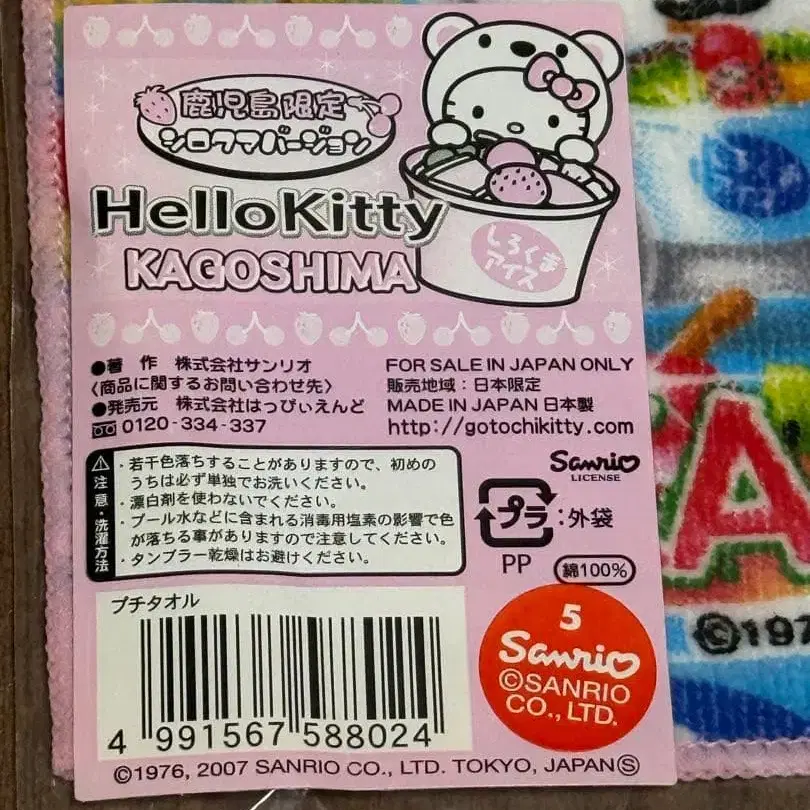 鹿児島限定
シロクマバージョン
HelloKitty
KAGOSHIMA
しろくま
アイス
●著　作　株式会社サンリオ
〈商品に関するお問い合わせ先〉
●発売元　株式会社はっぴぃえんど
0120-334-337
FOR SALE IN JAPAN ONLY
販売地域：日本限定
MADE IN JAPAN 日本製
http://gotochikitty.com
注意・洗濯方法
・若干色落ちすることがありますので、初めの
うちは必ず単独でお洗いください。
・漂白剤を使わないでください。
・プール水などに含まれる消毒用塩素の影響で色
が落ちる事がありますので注意してください。
・タンブラー乾燥はお避けください。
Sanrio
LICENSE
プラ：外袋
PP
綿100%
プチタオル
4 991567 588024
5
Sanrio
©SANRIO
CO., LTD.
©1976, 2007 SANRIO CO., LTD. TOKYO, JAPANⓈ
しろくま
アイス
A
©197